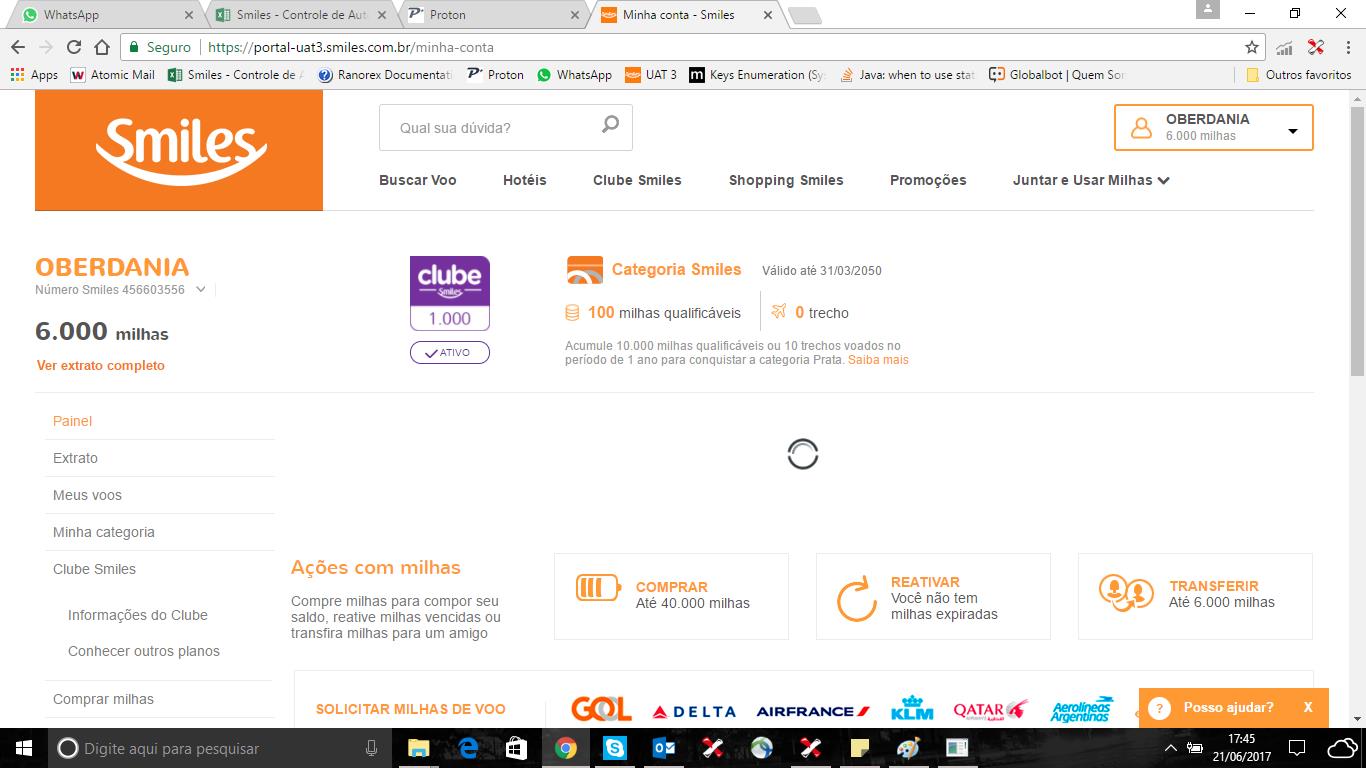 WhatsApp
Smiles - Controle de Aut
Proton
Minha conta - Smiles
Seguro
https://portal-uat3.smiles.com.br/minha-conta
Apps
Atomic Mail
Smiles - Controle de A
Ranorex Documentati
Proton
WhatsApp
UAT 3
Keys Enumeration (Sy
Java: when to use stat
Globalbot | Quem So
Outros favoritos
Smiles
Qual sua dúvida?
OBERDANIA
6.000 milhas
Buscar Voo
Hotéis
Clube Smiles
Shopping Smiles
Promoções
Juntar e Usar Milhas
OBERDANIA
Número Smiles 456603556
6.000 milhas
Ver extrato completo
clube
Smiles
1.000
ATIVO
Categoria Smiles
Válido até 31/03/2050
100 milhas qualificáveis
0 trecho
Acumule 10.000 milhas qualificáveis ou 10 trechos voados no
período de 1 ano para conquistar a categoria Prata. Saiba mais
Painel
Extrato
Meus voos
Minha categoria
Clube Smiles
Informações do Clube
Conhecer outros planos
Comprar milhas
Ações com milhas
Compre milhas para compor seu
saldo, reative milhas vencidas ou
transfira milhas para um amigo
COMPRAR
Até 40.000 milhas
REATIVAR
Você não tem
milhas expiradas
TRANSFERIR
Até 6.000 milhas
SOLICITAR MILHAS DE VOO
GOL
DELTA
AIRFRANCE
KLM
QATAR
Aerolíneas
Argentinas
? Posso ajudar? X
Digite aqui para pesquisar
17:45
21/06/2017